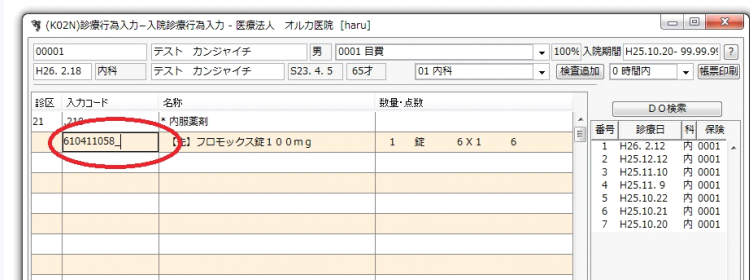 (K02N)診療行為入力-入院診療行為入力 - 医療法人 オルカ医院 [haru]
00001 テスト カンジャイチ 男 0001 自費 100% 入院期間 H25.10.20- 99.99.9 ?
H26. 2.18 内科 テスト カンジャイチ S23. 4. 5 65才 01 内科 検査追加 0 時間内 帳票印刷
診区 入力コード 名称 数量・点数
DO検索
21 .210 * 内服薬剤
610411058_ 【先】フロモックス錠100mg 1 錠 6 X 1 6
番号 診療日 科 保険
1 H26. 2.12 内 0001
2 H25.12.12 内 0001
3 H25.11.10 内 0001
4 H25.11. 9 内 0001
5 H25.10.22 内 0001
6 H25.10.21 内 0001
7 H25.10.20 内 0001